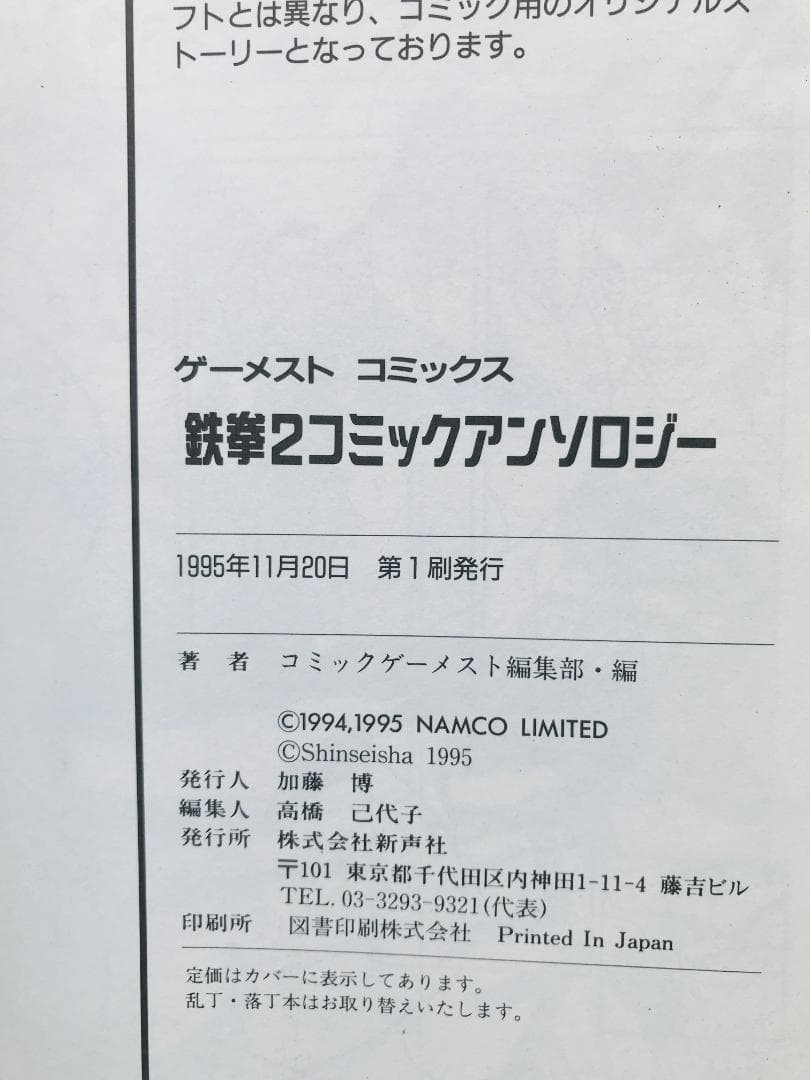 フトとは異なり、コミック用のオリジナルス
トーリーとなっております。
ゲーメスト コミックス
鉄拳2コミックアンソロジー
1995年11月20日 第1刷発行
著 者 コミックゲーメスト編集部・編
©1994,1995 NAMCO LIMITED
©Shinseisha 1995
発行人 加藤 博
編集人 高橋 己代子
発行所 株式会社新声社
〒101 東京都千代田区内神田1-11-4 藤吉ビル
TEL. 03-3293-9321(代表)
印刷所 図書印刷株式会社 Printed In Japan
定価はカバーに表示してあります。
乱丁・落丁本はお取り替えいたします。